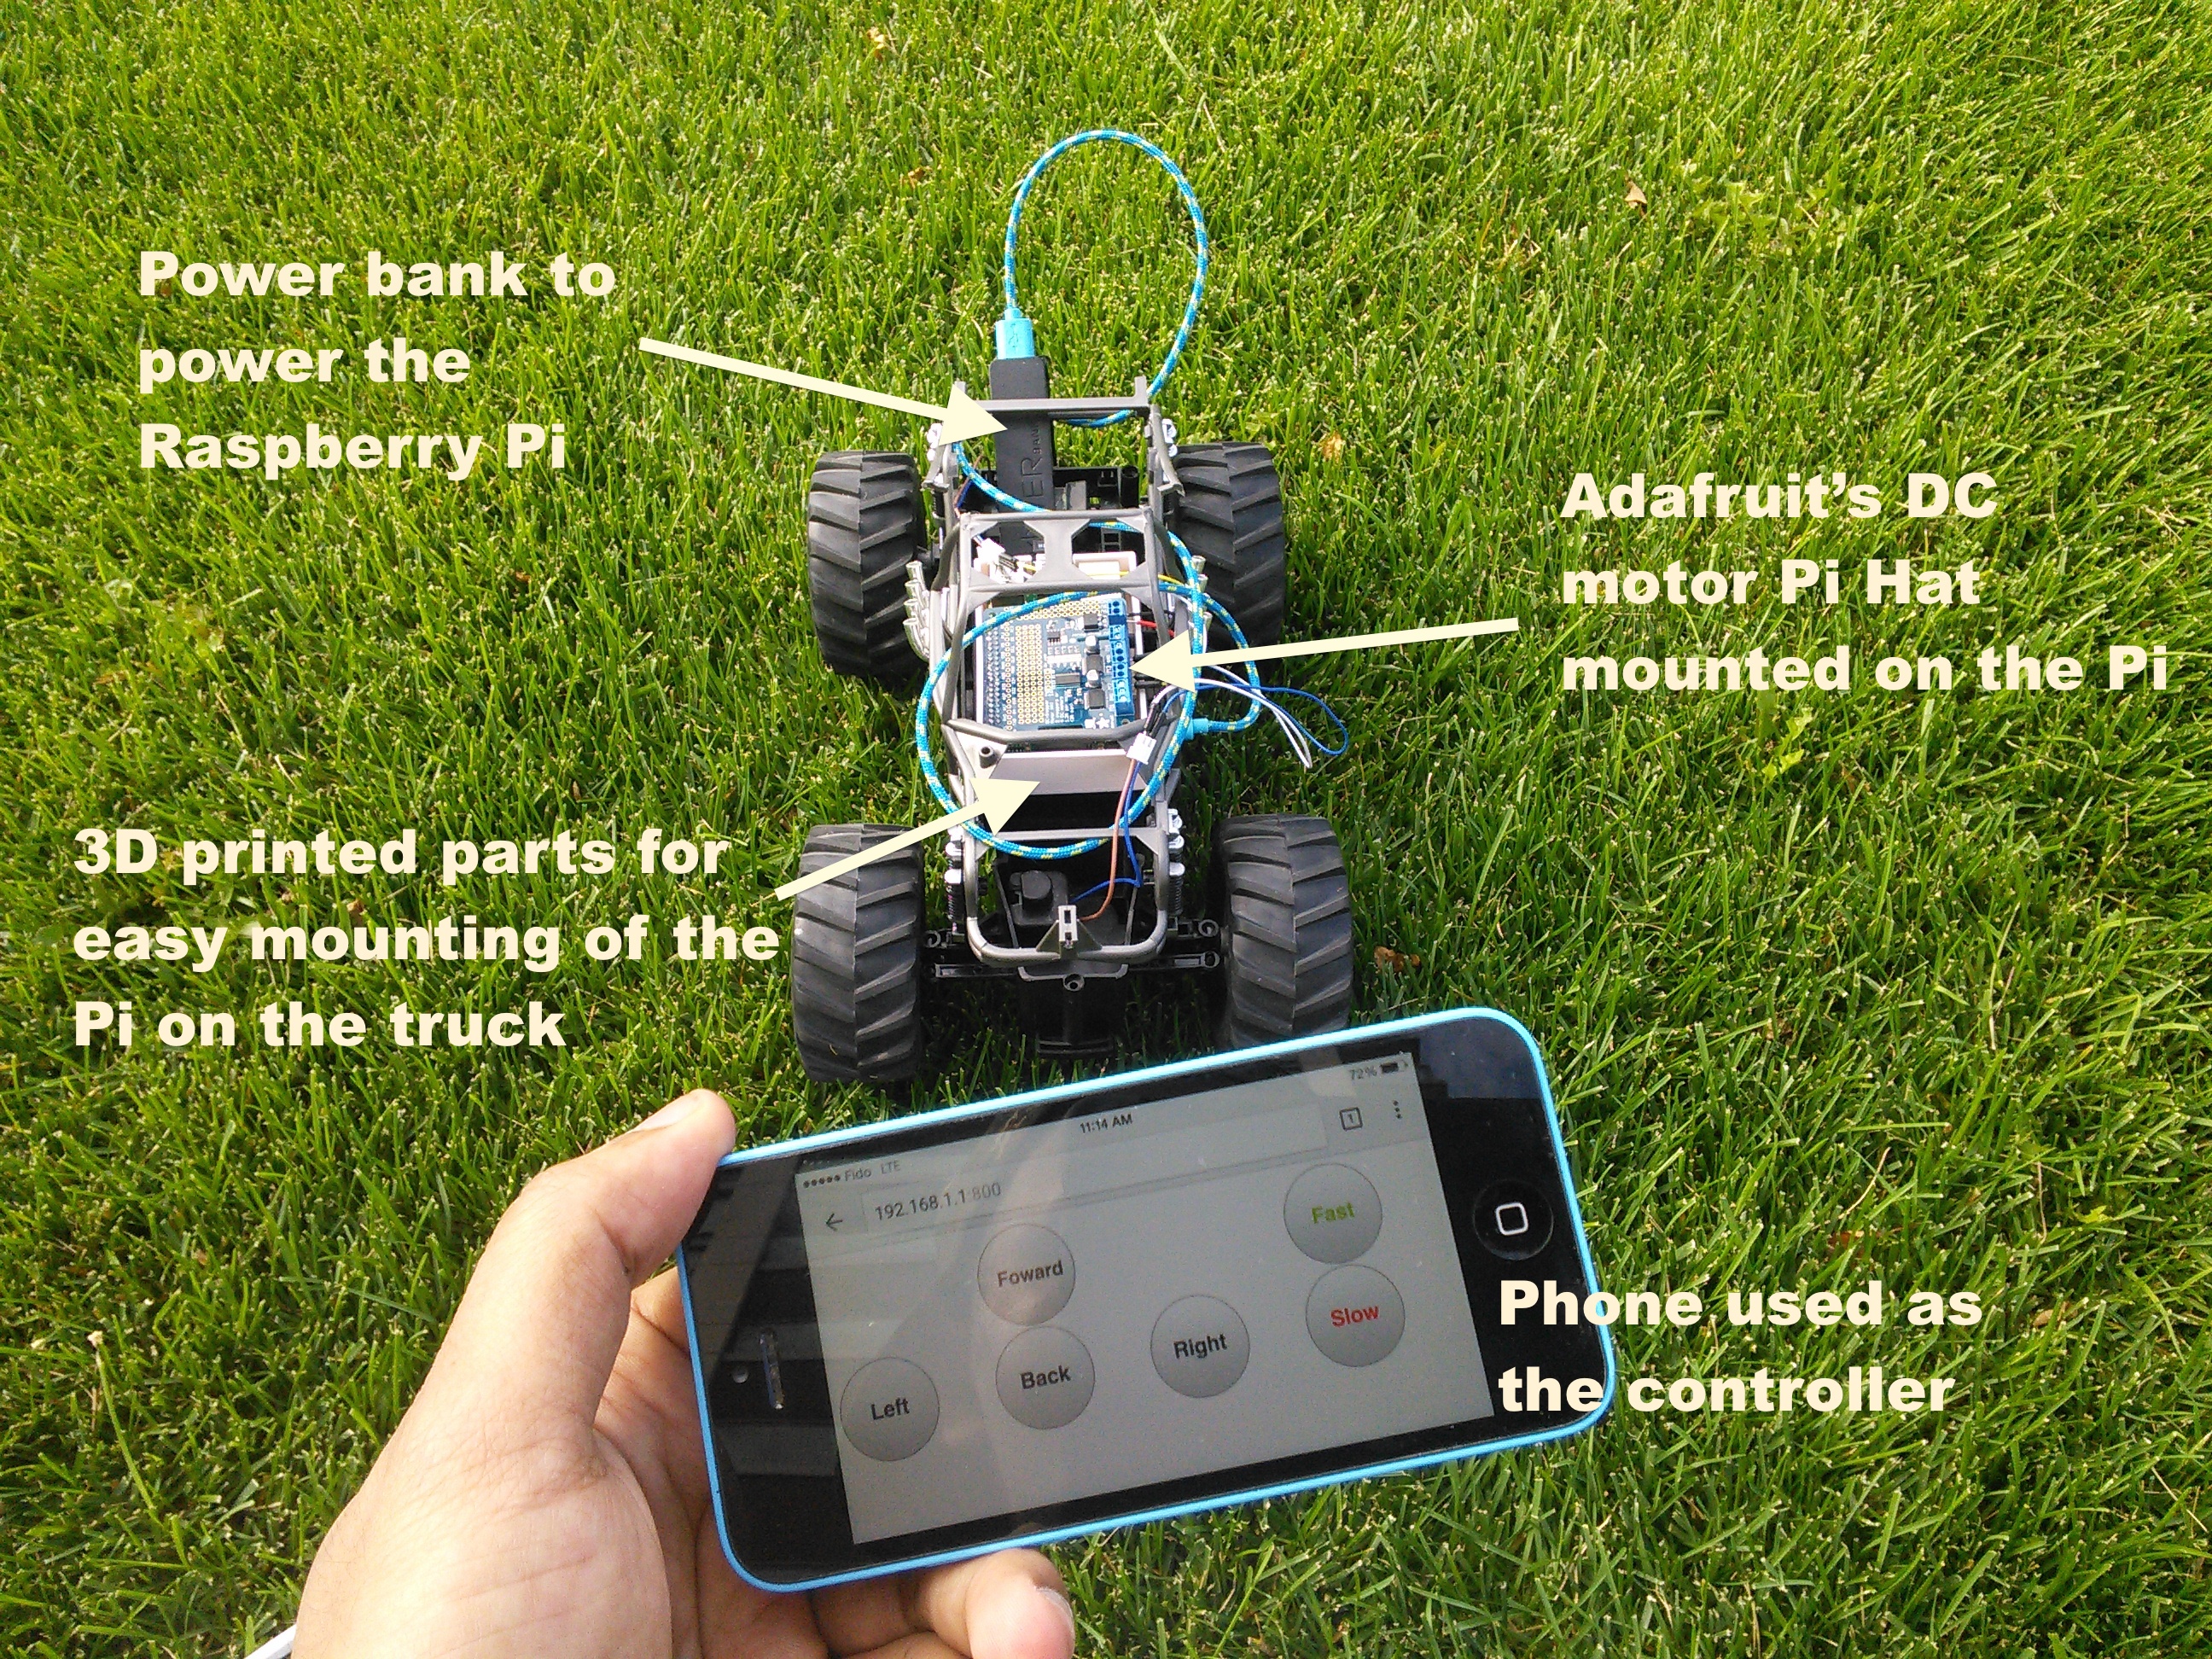 Power bank to
power the
Raspberry Pi
Adafruit's DC
motor Pi Hat
mounted on the Pi
3D printed parts for
easy mounting of the
Pi on the truck
Fido LTE
11:14 AM
72%
192.168.1.1:800
1
Fast
Foward
Slow
Right
Back
Left
Phone used as
the controller